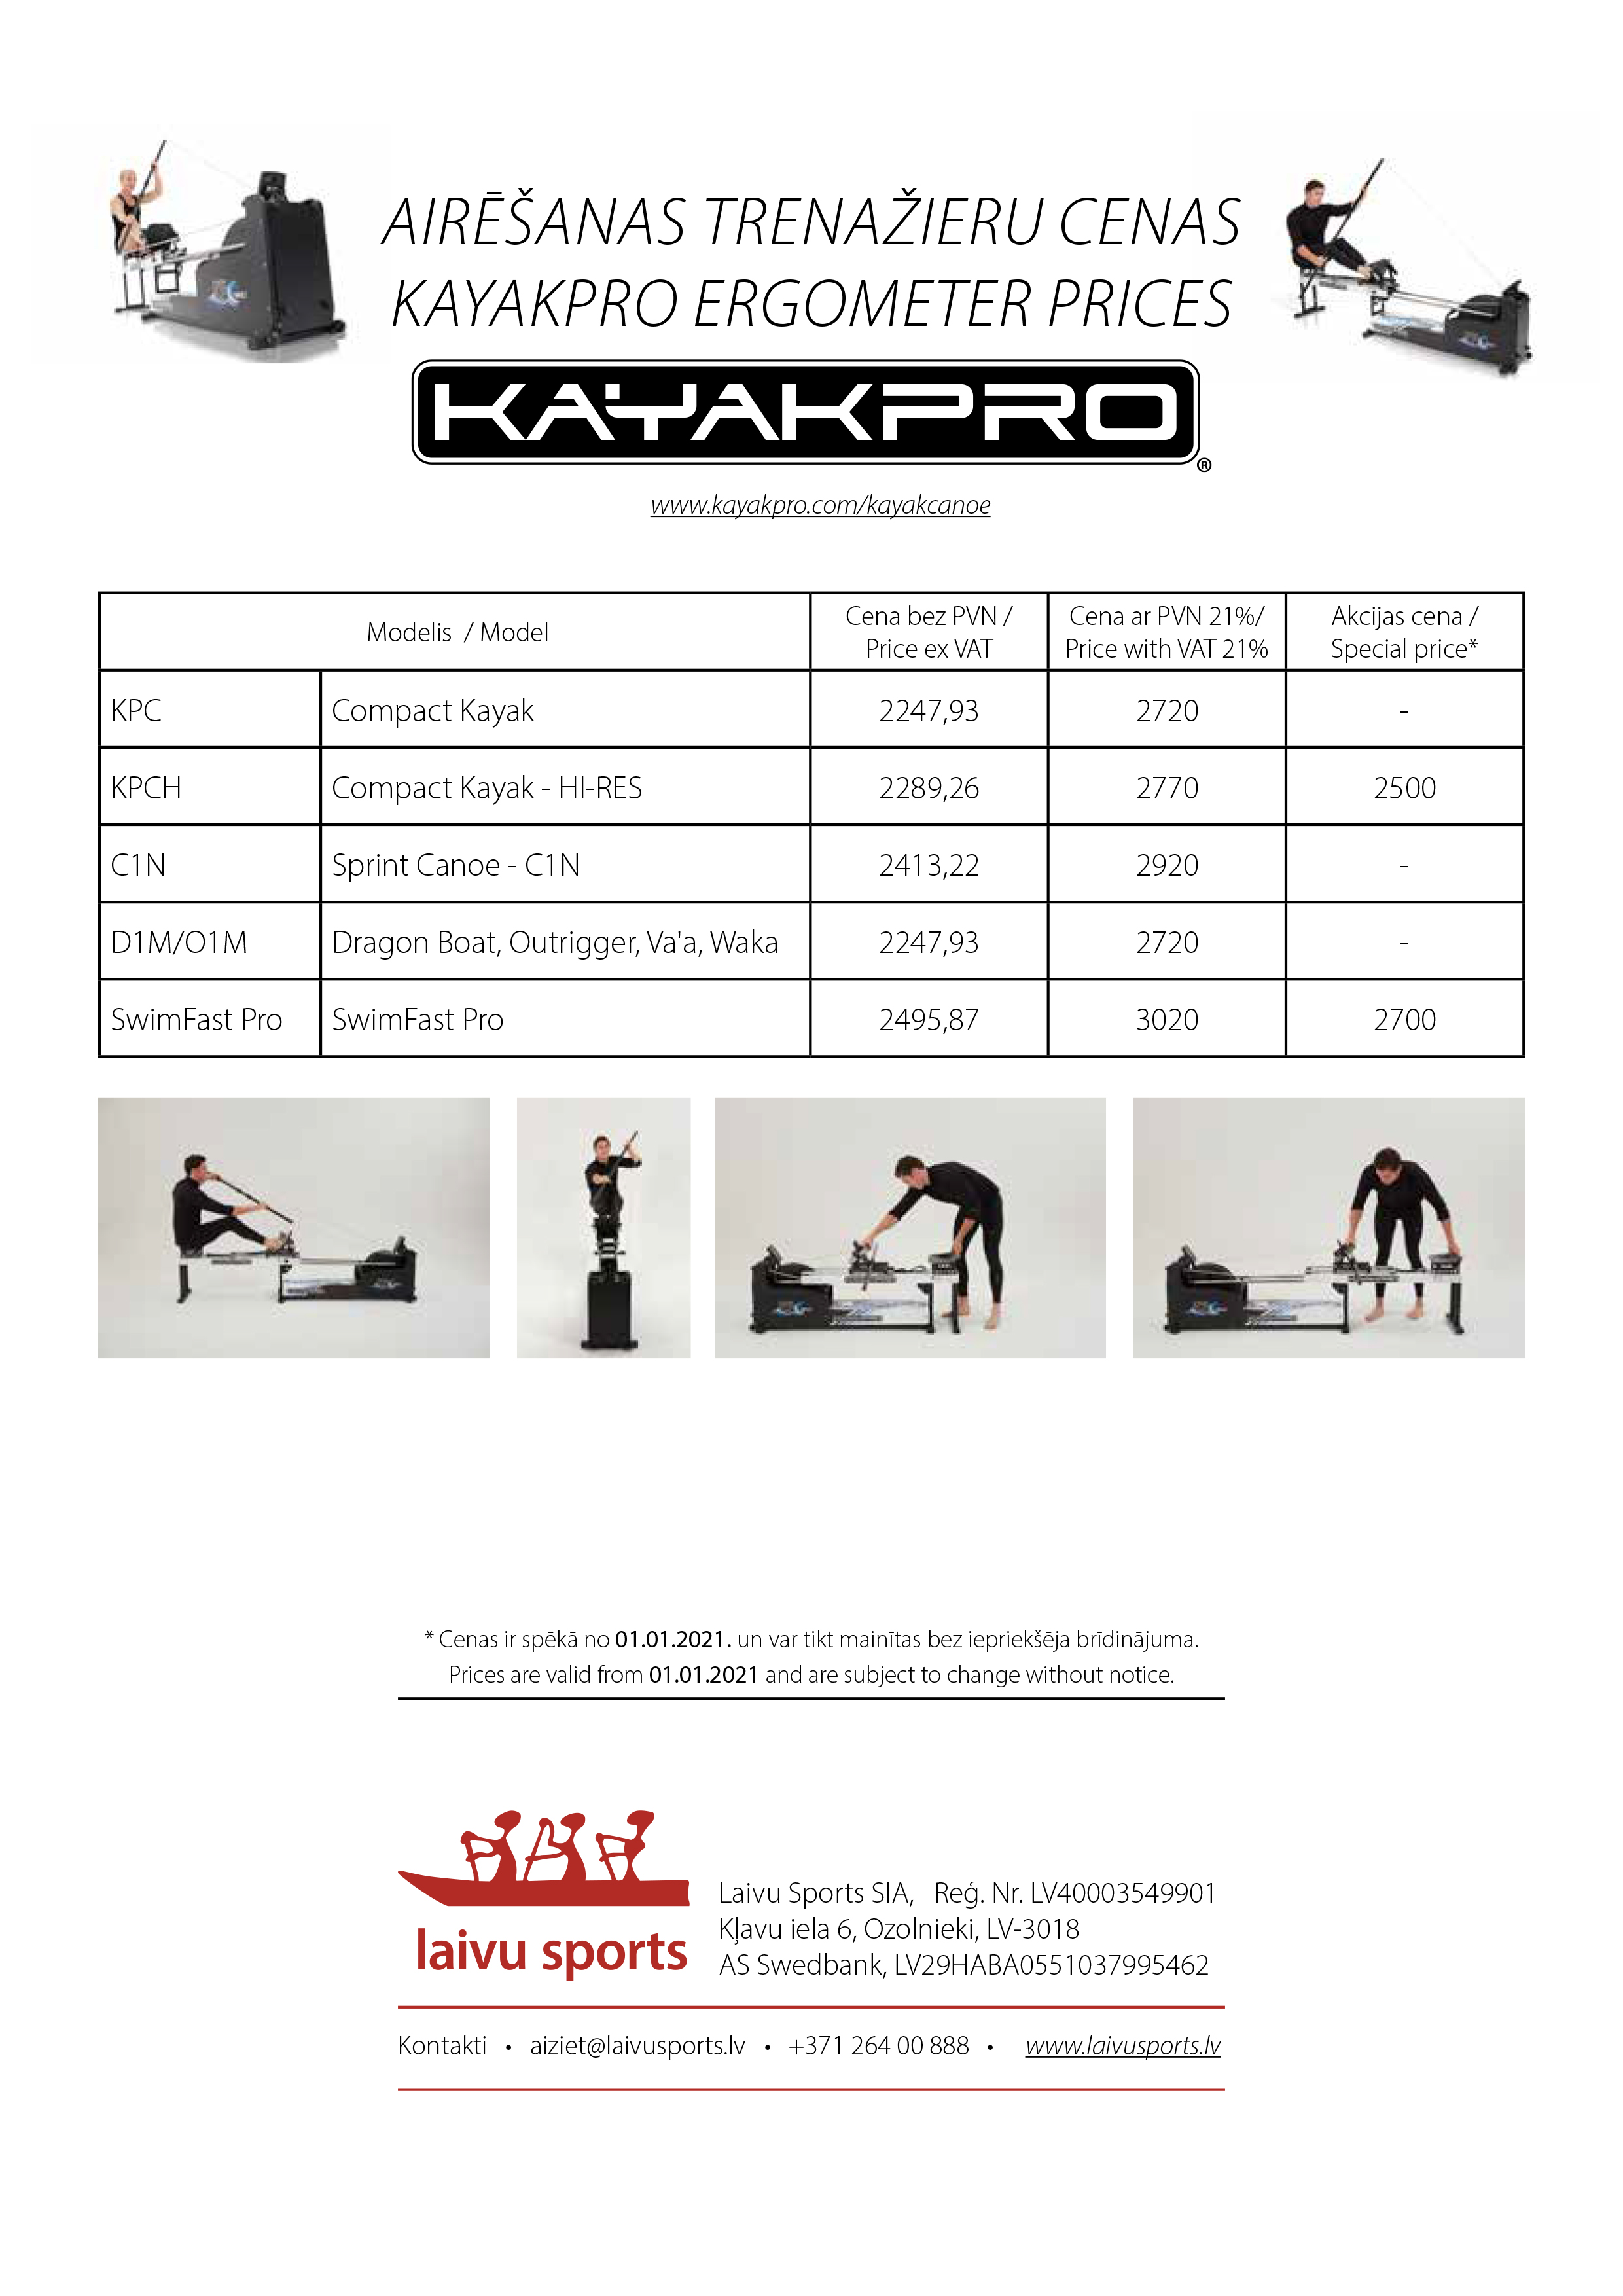 AIRĒŠANAS TRENAŽIERU CENAS
KAYAKPRO ERGOMETER PRICES
KAYAKPRO
®
www.kayakpro.com/kayakcanoe
Modelis / Model
Cena bez PVN /
Price ex VAT
Cena ar PVN 21%/
Price with VAT 21%
Akcijas cena /
Special price*
KPC Compact Kayak 2247,93 2720 -
KPCH Compact Kayak - HI-RES 2289,26 2770 2500
C1N Sprint Canoe - C1N 2413,22 2920 -
D1M/O1M Dragon Boat, Outrigger, Va'a, Waka 2247,93 2720 -
SwimFast Pro SwimFast Pro 2495,87 3020 2700
* Cenas ir spēkā no 01.01.2021. un var tikt mainītas bez iepriekšēja brīdinājuma.
Prices are valid from 01.01.2021 and are subject to change without notice.
laivu sports
Laivu Sports SIA, Reģ. Nr. LV40003549901
Kļavu iela 6, Ozolnieki, LV-3018
AS Swedbank, LV29HABA0551037995462
Kontakti • aiziet@laivusports.lv • +371 264 00 888 • www.laivusports.lv